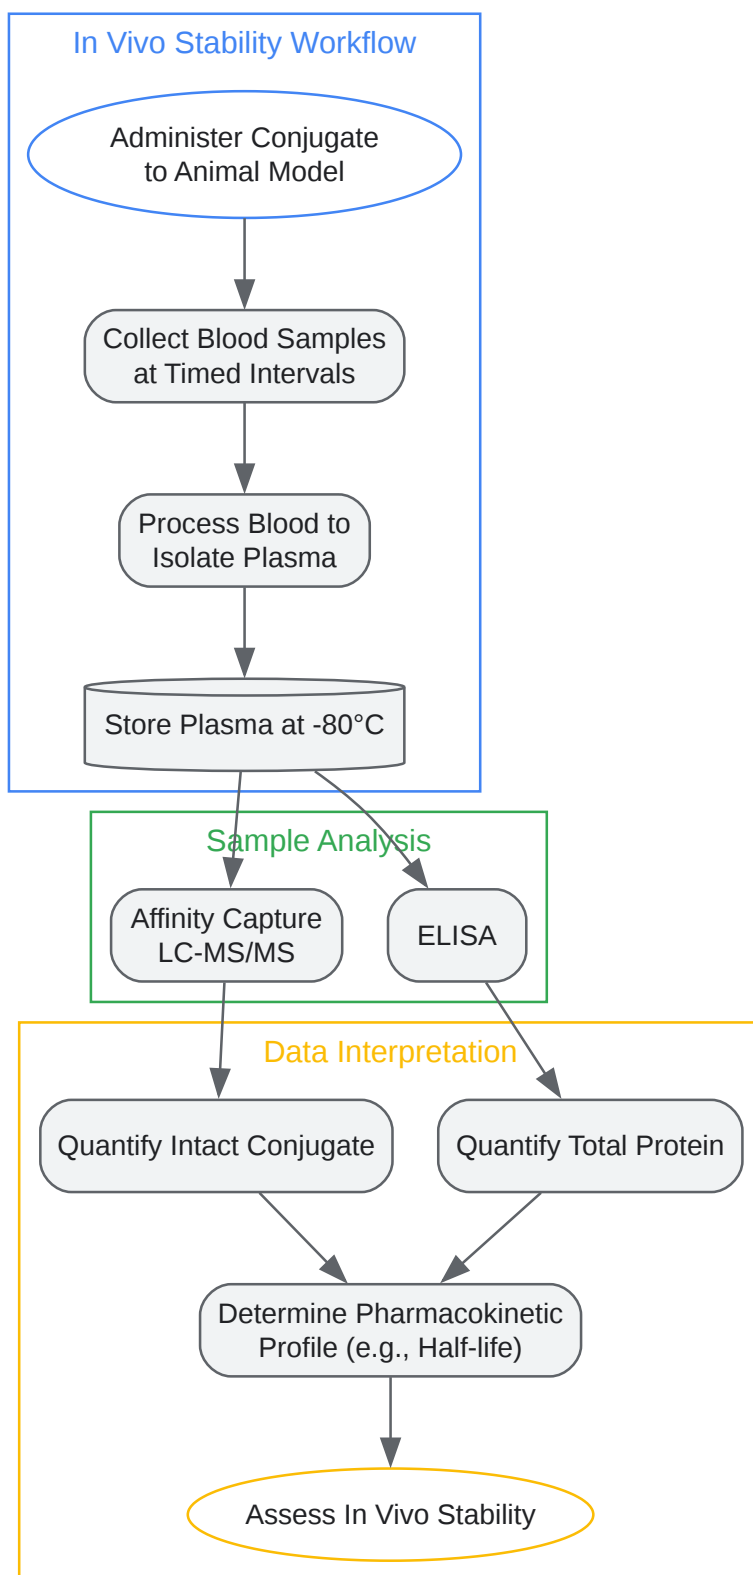 In Vivo Stability Workflow
Administer Conjugate
to Animal Model
Collect Blood Samples
at Timed Intervals
Process Blood to
Isolate Plasma
Store Plasma at -80°C
Sample Analysis
Affinity Capture
LC-MS/MS
ELISA
Data Interpretation
Quantify Intact Conjugate
Quantify Total Protein
Determine Pharmacokinetic
Profile (e.g., Half-life)
Assess In Vivo Stability